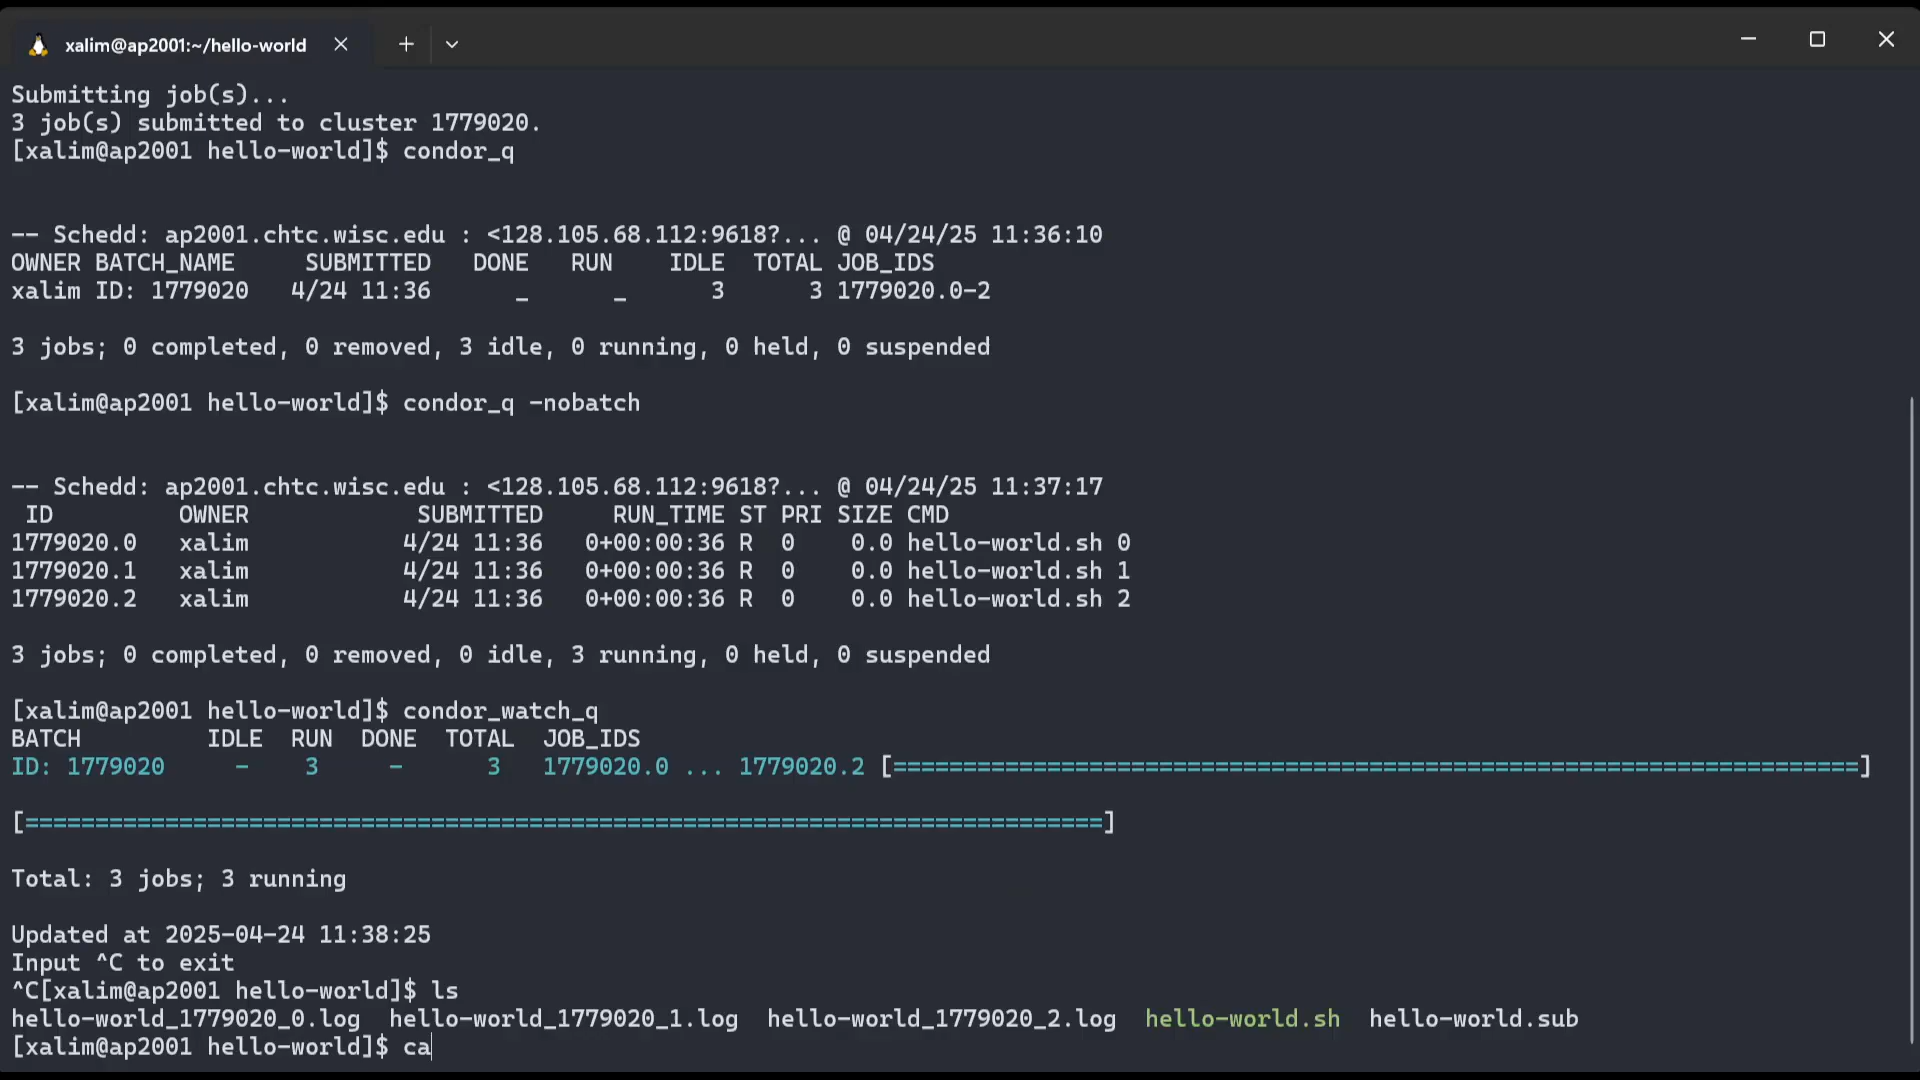 xalim@ap2001:~/hello-world
Submitting job(s)...
3 job(s) submitted to cluster 1779020.
[xalim@ap2001 hello-world]$ condor_q
-- Schedd: ap2001.chtc.wisc.edu : <128.105.68.112:9618?... @ 04/24/25 11:36:10
OWNER BATCH_NAME     SUBMITTED   DONE   RUN    IDLE  TOTAL JOB_IDS
xalim ID: 1779020   4/24 11:36      _      _      3      3 1779020.0-2
3 jobs; 0 completed, 0 removed, 3 idle, 0 running, 0 held, 0 suspended
[xalim@ap2001 hello-world]$ condor_q -nobatch
-- Schedd: ap2001.chtc.wisc.edu : <128.105.68.112:9618?... @ 04/24/25 11:37:17
 ID         OWNER            SUBMITTED     RUN_TIME ST PRI SIZE CMD
1779020.0   xalim           4/24 11:36   0+00:00:36 R  0    0.0 hello-world.sh 0
1779020.1   xalim           4/24 11:36   0+00:00:36 R  0    0.0 hello-world.sh 1
1779020.2   xalim           4/24 11:36   0+00:00:36 R  0    0.0 hello-world.sh 2
3 jobs; 0 completed, 0 removed, 0 idle, 3 running, 0 held, 0 suspended
[xalim@ap2001 hello-world]$ condor_watch_q
BATCH         IDLE  RUN  DONE  TOTAL  JOB_IDS
ID: 1779020     -    3     -      3   1779020.0 ... 1779020.2 [=====================================================================]
[=============================================================================]
Total: 3 jobs; 3 running
Updated at 2025-04-24 11:38:25
Input ^C to exit
^C[xalim@ap2001 hello-world]$ ls
hello-world_1779020_0.log  hello-world_1779020_1.log  hello-world_1779020_2.log  hello-world.sh  hello-world.sub
[xalim@ap2001 hello-world]$ ca